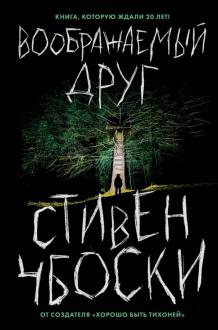 КНИГА, КОТОРУЮ ЖДАЛИ 20 ЛЕТ!
ВООБРАЖАЕМЫЙ
ДРУГ
СТИВЕН
ЧБОСКИ
ОТ СОЗДАТЕЛЯ «ХОРОШО БЫТЬ ТИХОНЕЙ»